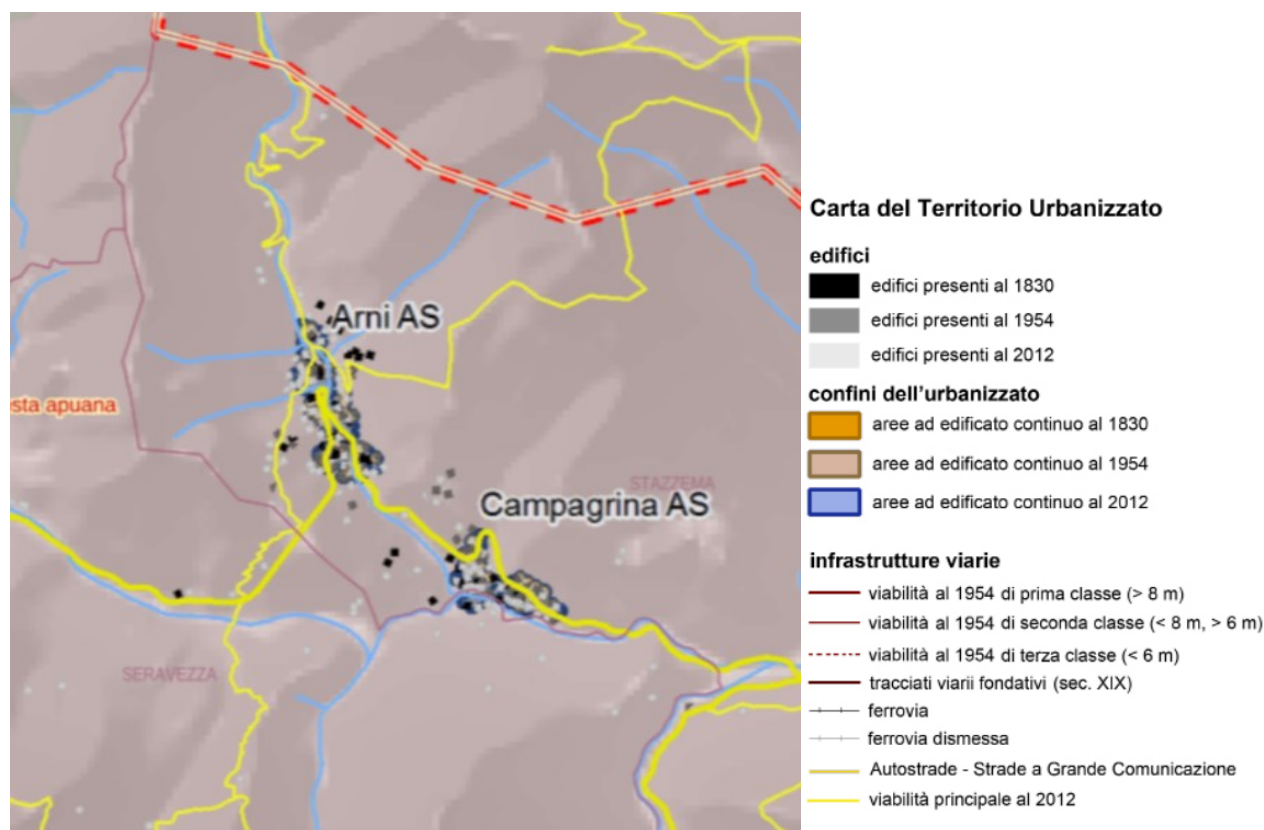 Arni AS
sta apuana
STAZZEMA
Campagrina AS
SERAVEZZA
Carta del Territorio Urbanizzato
edifici
edifici presenti al 1830
edifici presenti al 1954
edifici presenti al 2012
confini dell'urbanizzato
aree ad edificato continuo al 1830
aree ad edificato continuo al 1954
aree ad edificato continuo al 2012
infrastrutture viarie
viabilità al 1954 di prima classe (> 8 m)
viabilità al 1954 di seconda classe (< 8 m, > 6 m)
viabilità al 1954 di terza classe (< 6 m)
tracciati viarii fondativi (sec. XIX)
ferrovia
ferrovia dismessa
Autostrade - Strade a Grande Comunicazione
viabilità principale al 2012